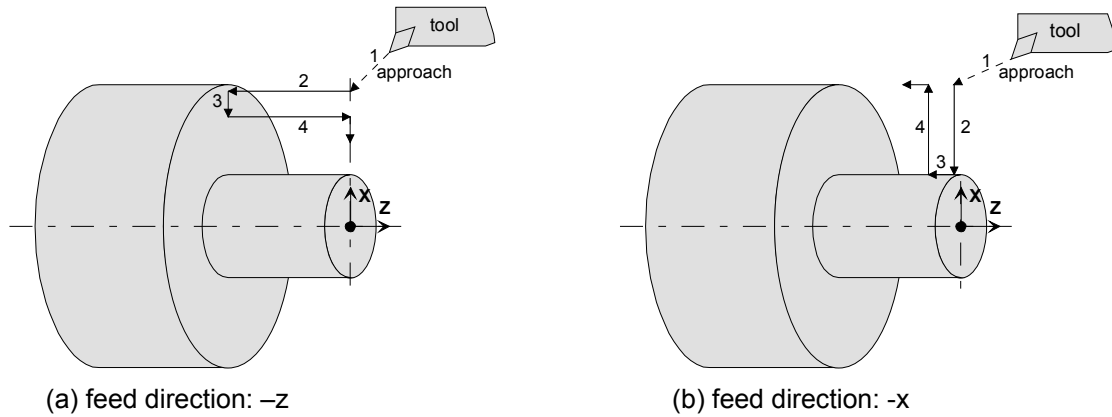 tool
1
approach
2
3
4
x
z
(a) feed direction: –z
tool
1
approach
4
2
3
x
z
(b) feed direction: -x